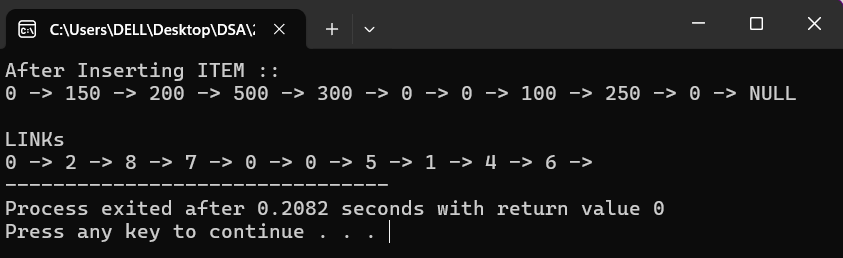 C:\Users\DELL\Desktop\DSA\
After Inserting ITEM ::
0 -> 150 -> 200 -> 500 -> 300 -> 0 -> 0 -> 100 -> 250 -> 0 -> NULL
LINKs
0 -> 2 -> 8 -> 7 -> 0 -> 0 -> 5 -> 1 -> 4 -> 6 ->
--------------------------------
Process exited after 0.2082 seconds with return value 0
Press any key to continue . . .